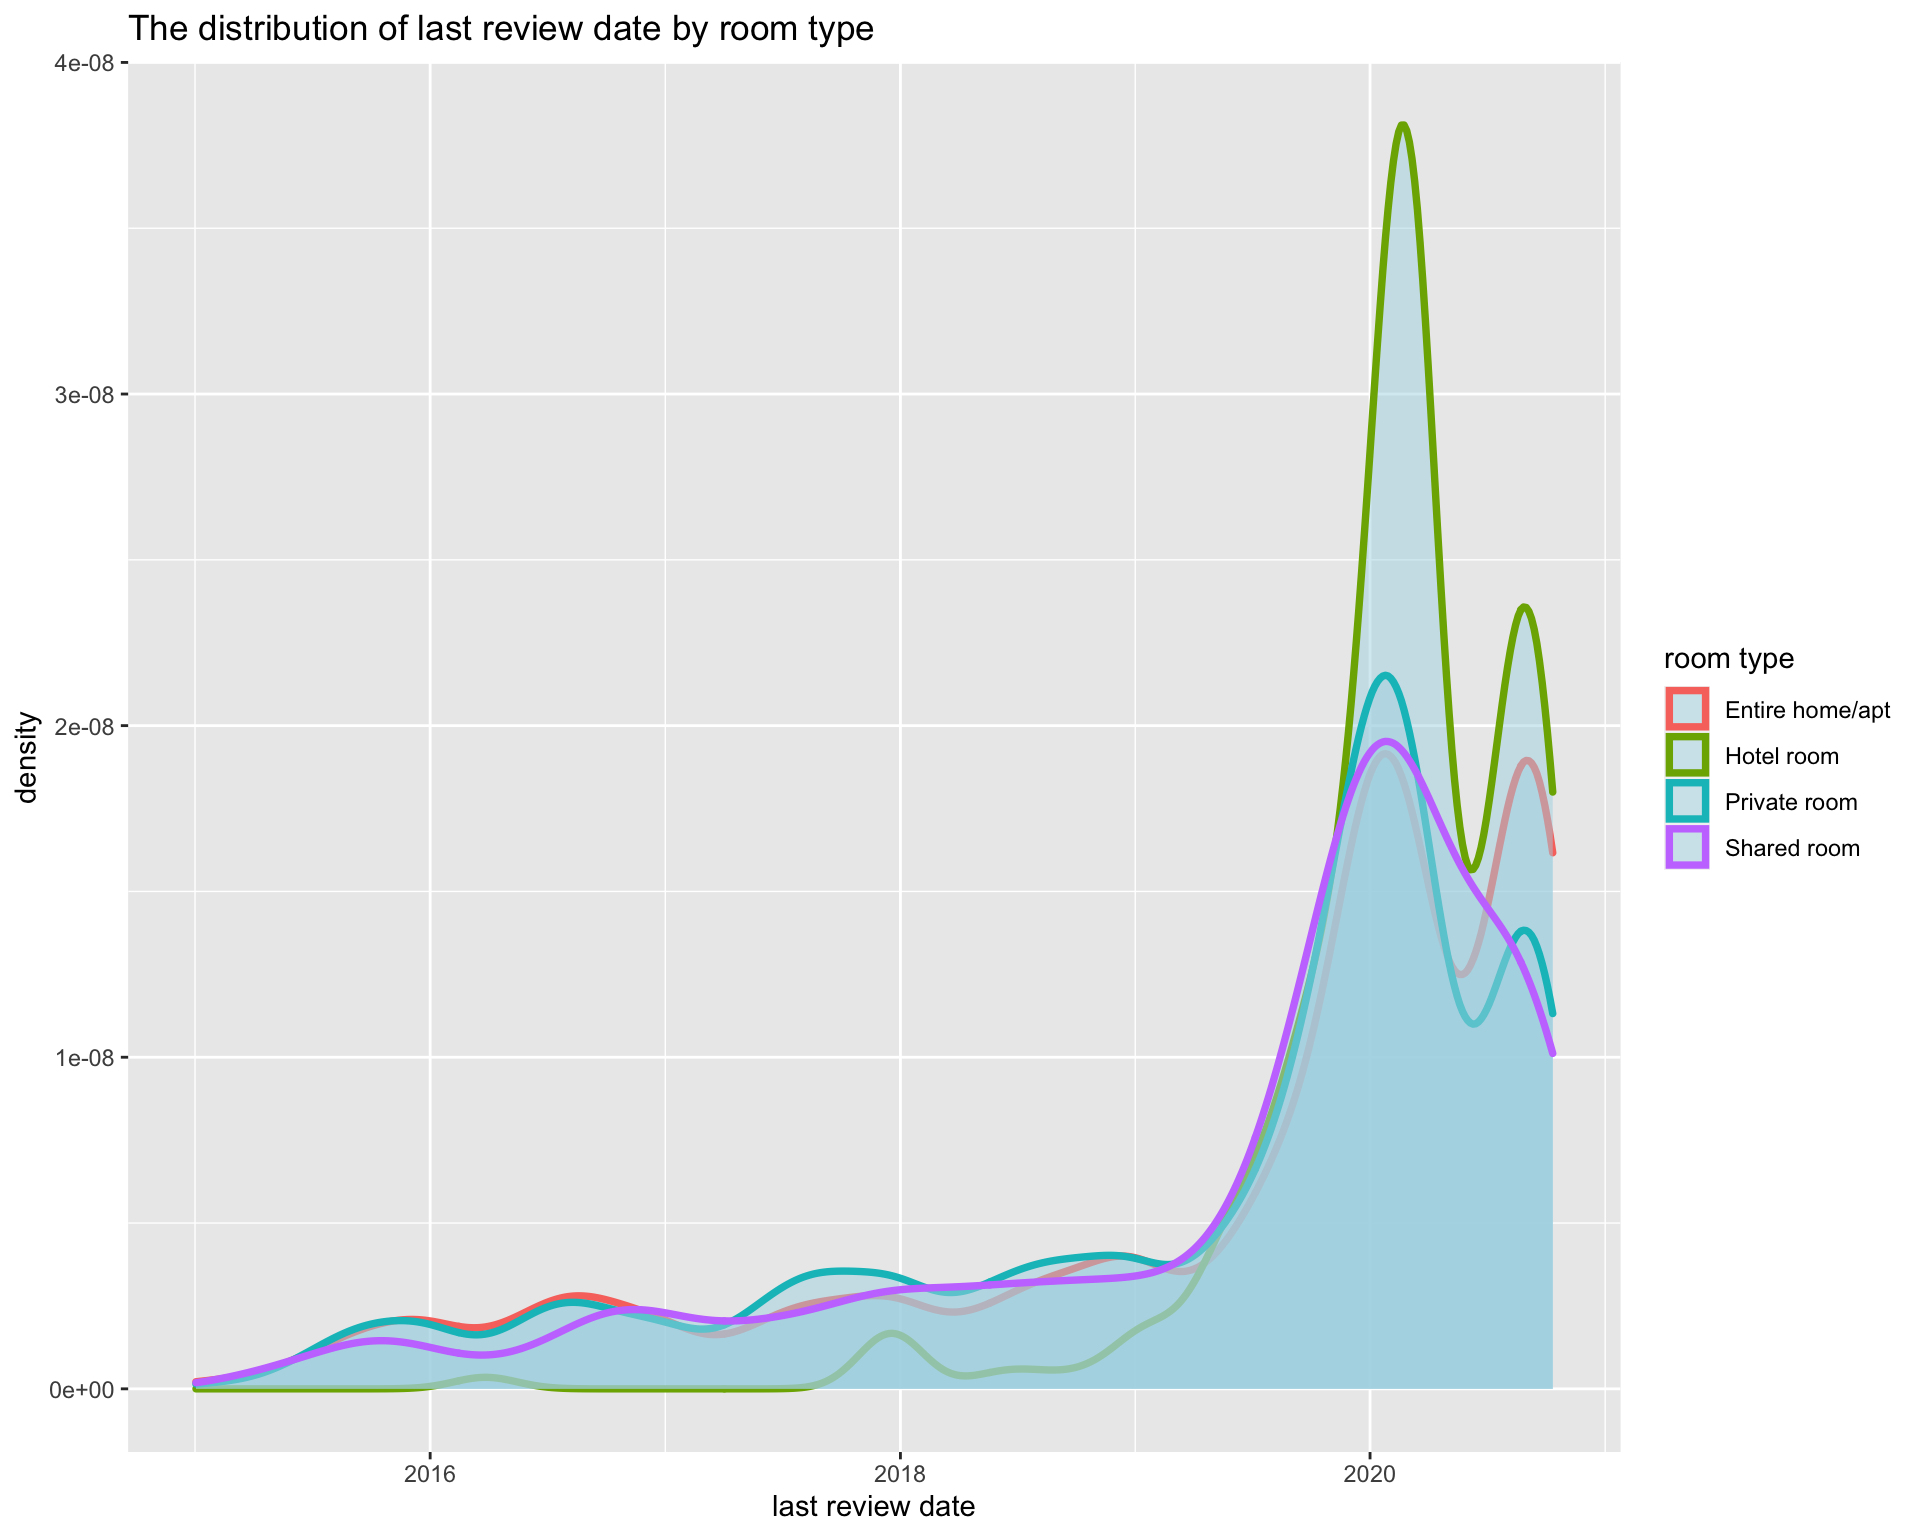 The distribution of last review date by room type
4e-08
3e-08
2e-08
1e-08
0e+00
density
2016 2018 2020
last review date
room type
Entire home/apt
Hotel room
Private room
Shared room